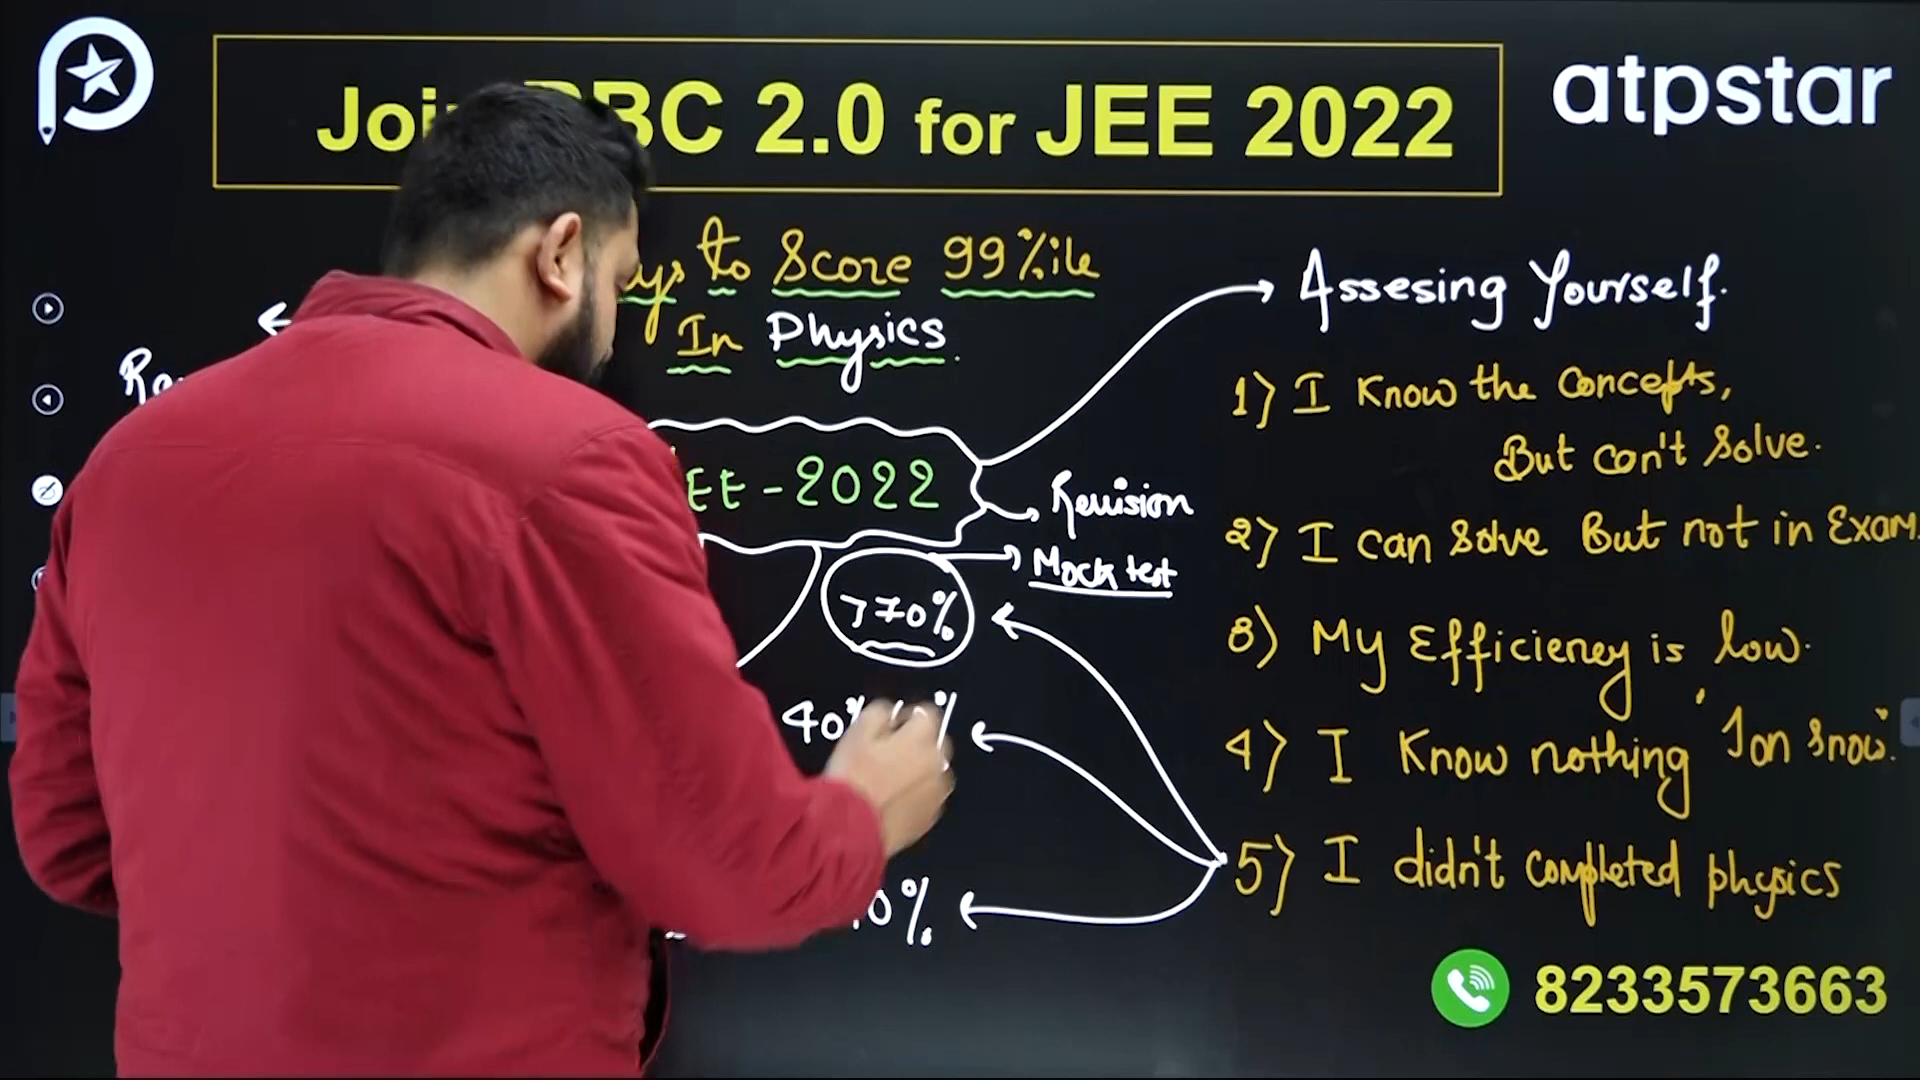 BC 2.0 for JEE 2022
atpstar
to Score 99%ile
In Physics.
Assesing Yourself.
1) I Know the Concepts,
But Can't Solve.
- 2022
Revision
2) I can Solve But not in Exam.
Mock test
>70%
3) My Efficiency is low.
4) I Know nothing 'Jon Snow'.
40%
5) I didn't completed physics
8233573663